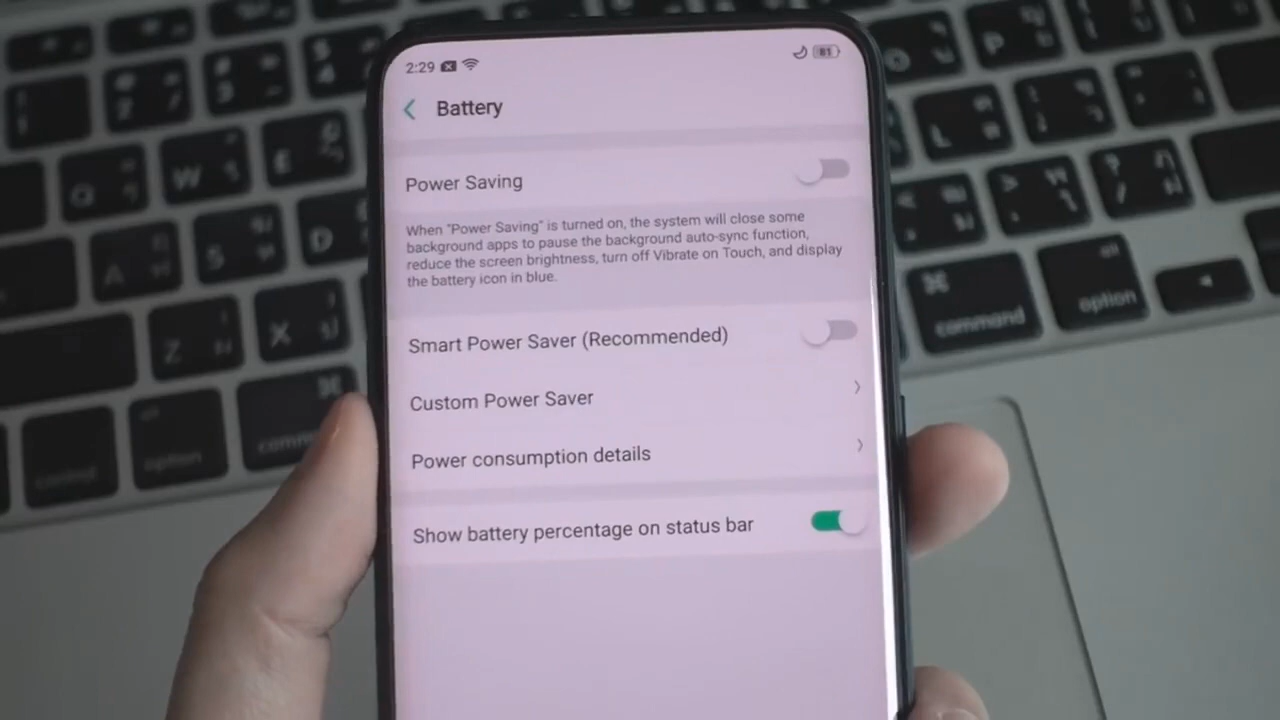 2:29
81
Battery
Power Saving
When "Power Saving" is turned on, the system will close some
background apps to pause the background auto-sync function,
reduce the screen brightness, turn off Vibrate on Touch, and display
the battery icon in blue.
Smart Power Saver (Recommended)
Custom Power Saver
Power consumption details
Show battery percentage on status bar
Q
W
E
A
S
D
Z
X
O
P
L
command
option